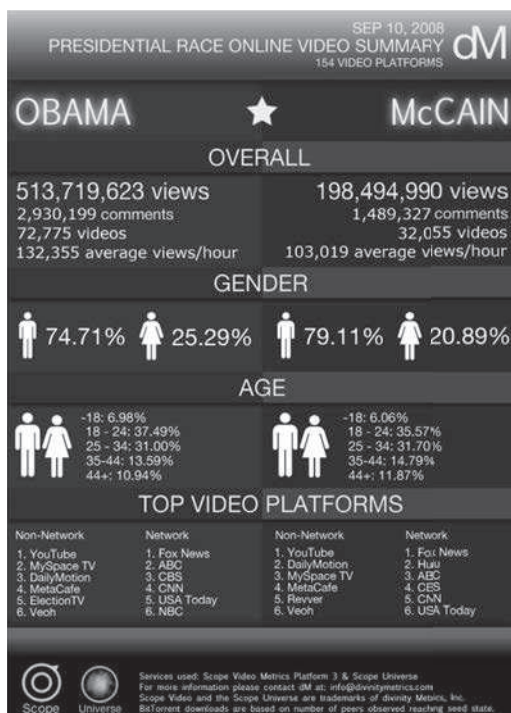 SEP 10, 2008
PRESIDENTIAL RACE ONLINE VIDEO SUMMARY
154 VIDEO PLATFORMS
dM
OBAMA
McCAIN
OVERALL
513,719,623 views
2,930,199 comments
72,775 videos
132,355 average views/hour
198,494,990 views
1,489,327 comments
32,055 videos
103,019 average views/hour
GENDER
74.71% 25.29% 79.11% 20.89%
AGE
-18: 6.98%
18 - 24: 37.49%
25 - 34: 31.00%
35-44: 13.59%
44+: 10.94%
-18: 6.06%
18 - 24: 35.57%
25 - 34: 31.70%
35-44: 14.79%
44+: 11.87%
TOP VIDEO PLATFORMS
Non-Network
1. YouTube
2. MySpace TV
3. DailyMotion
4. MetaCafe
5. ElectionTV
6. Veoh
Network
1. Fox News
2. ABC
3. CBS
4. CNN
5. USA Today
6. NBC
Non-Network
1. YouTube
2. DailyMotion
3. MySpace TV
4. MetaCafe
5. Revver
6. Veoh
Network
1. Fox News
2. Hulu
3. ABC
4. CBS
5. CNN
6. USA Today
Scope
Universe
Services used: Scope Video Metrics Platform 3 & Scope Universe
For more information please contact dM at: info@divinitymetrics.com
Scope Video and the Scope Universe are trademarks of divinity Metrics, Inc.
BitTorrent downloads are based on number of peers observed reaching seed state.